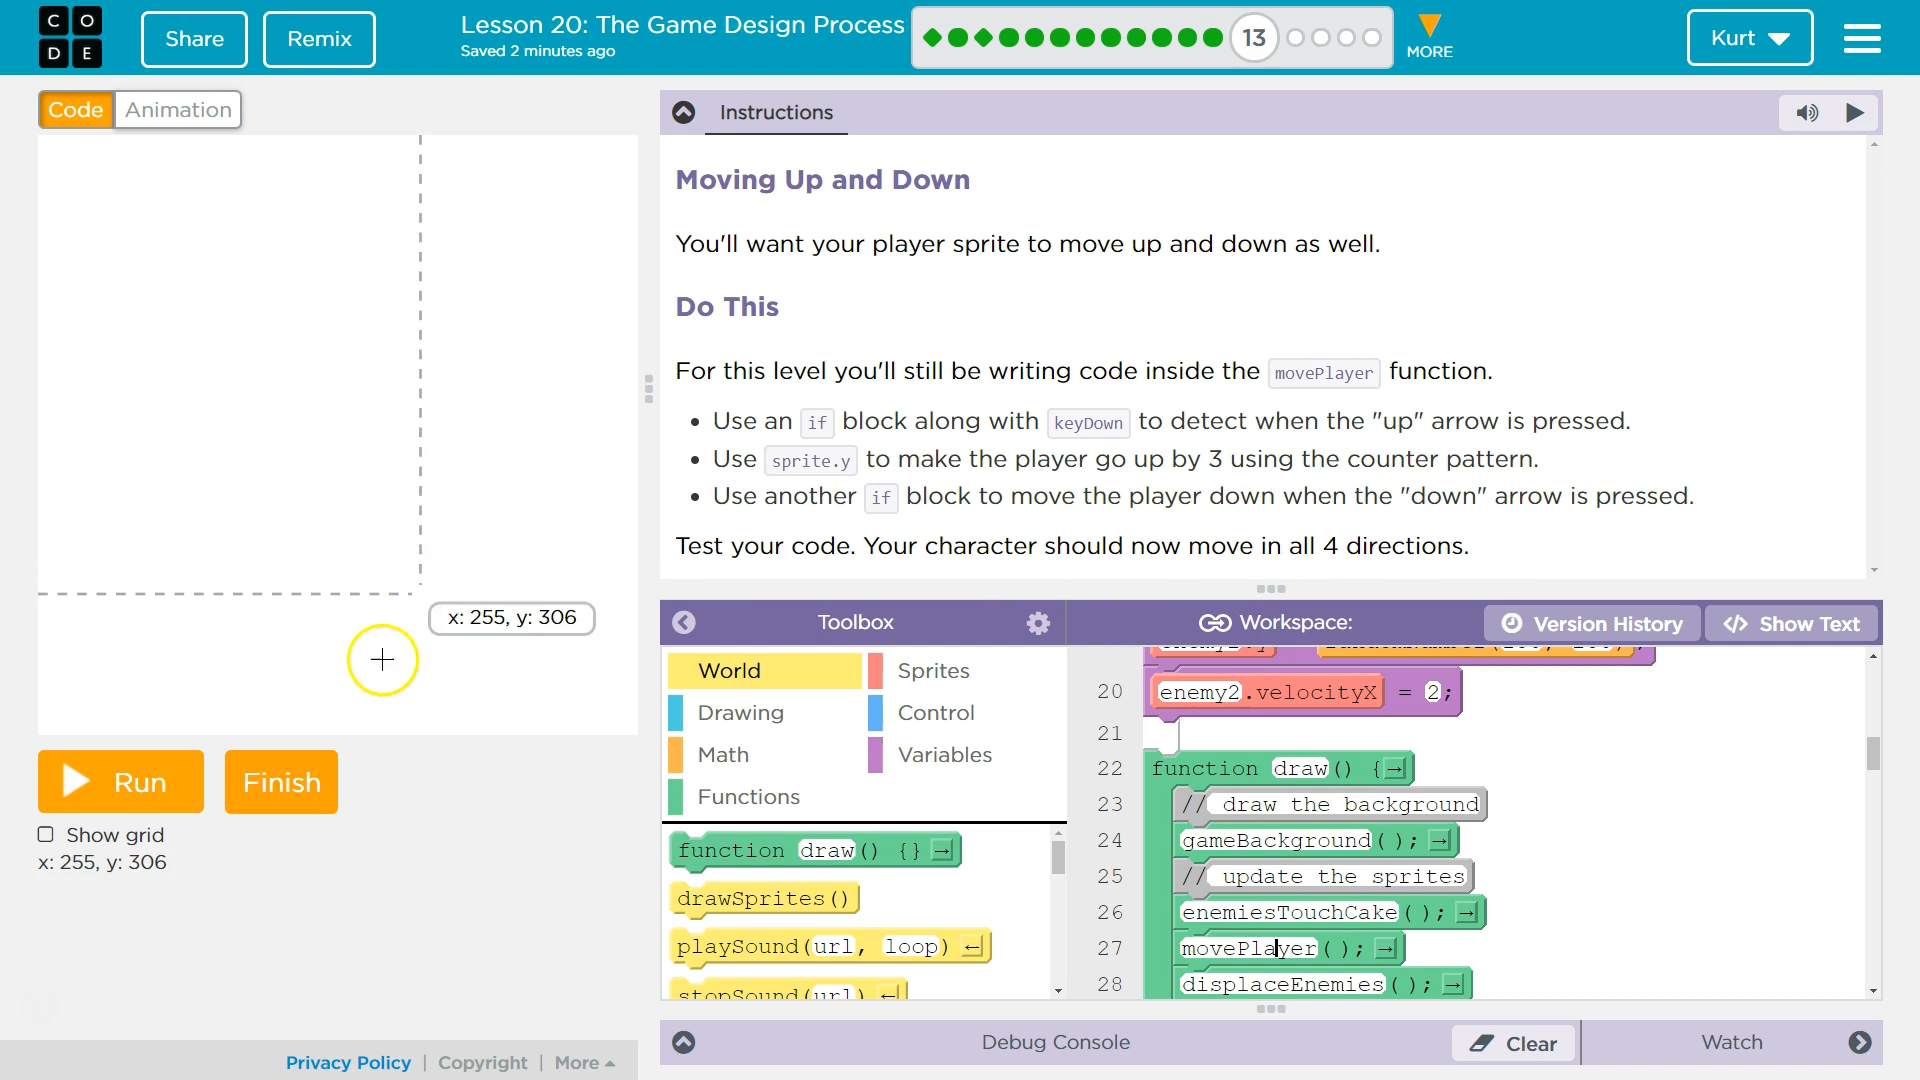 C O
D E
Share
Remix
Lesson 20: The Game Design Process
Saved 2 minutes ago
13
MORE
Kurt
Code
Animation
Instructions
Moving Up and Down
You'll want your player sprite to move up and down as well.
Do This
For this level you'll still be writing code inside the movePlayer function.
Use an if block along with keyDown to detect when the "up" arrow is pressed.
Use sprite.y to make the player go up by 3 using the counter pattern.
Use another if block to move the player down when the "down" arrow is pressed.
Test your code. Your character should now move in all 4 directions.
x: 255, y: 306
Run
Finish
Show grid
x: 255, y: 306
Toolbox
World
Sprites
Drawing
Control
Math
Variables
Functions
function draw() {}
drawSprites()
playSound(url, loop)
stopSound(url)
Workspace:
Version History
</> Show Text
20 enemy2.velocityX = 2;
21
22 function draw() {
23 // draw the background
24 gameBackground();
25 // update the sprites
26 enemiesTouchCake();
27 movePlayer();
28 displaceEnemies();
Debug Console
Clear
Watch
Privacy Policy | Copyright | More